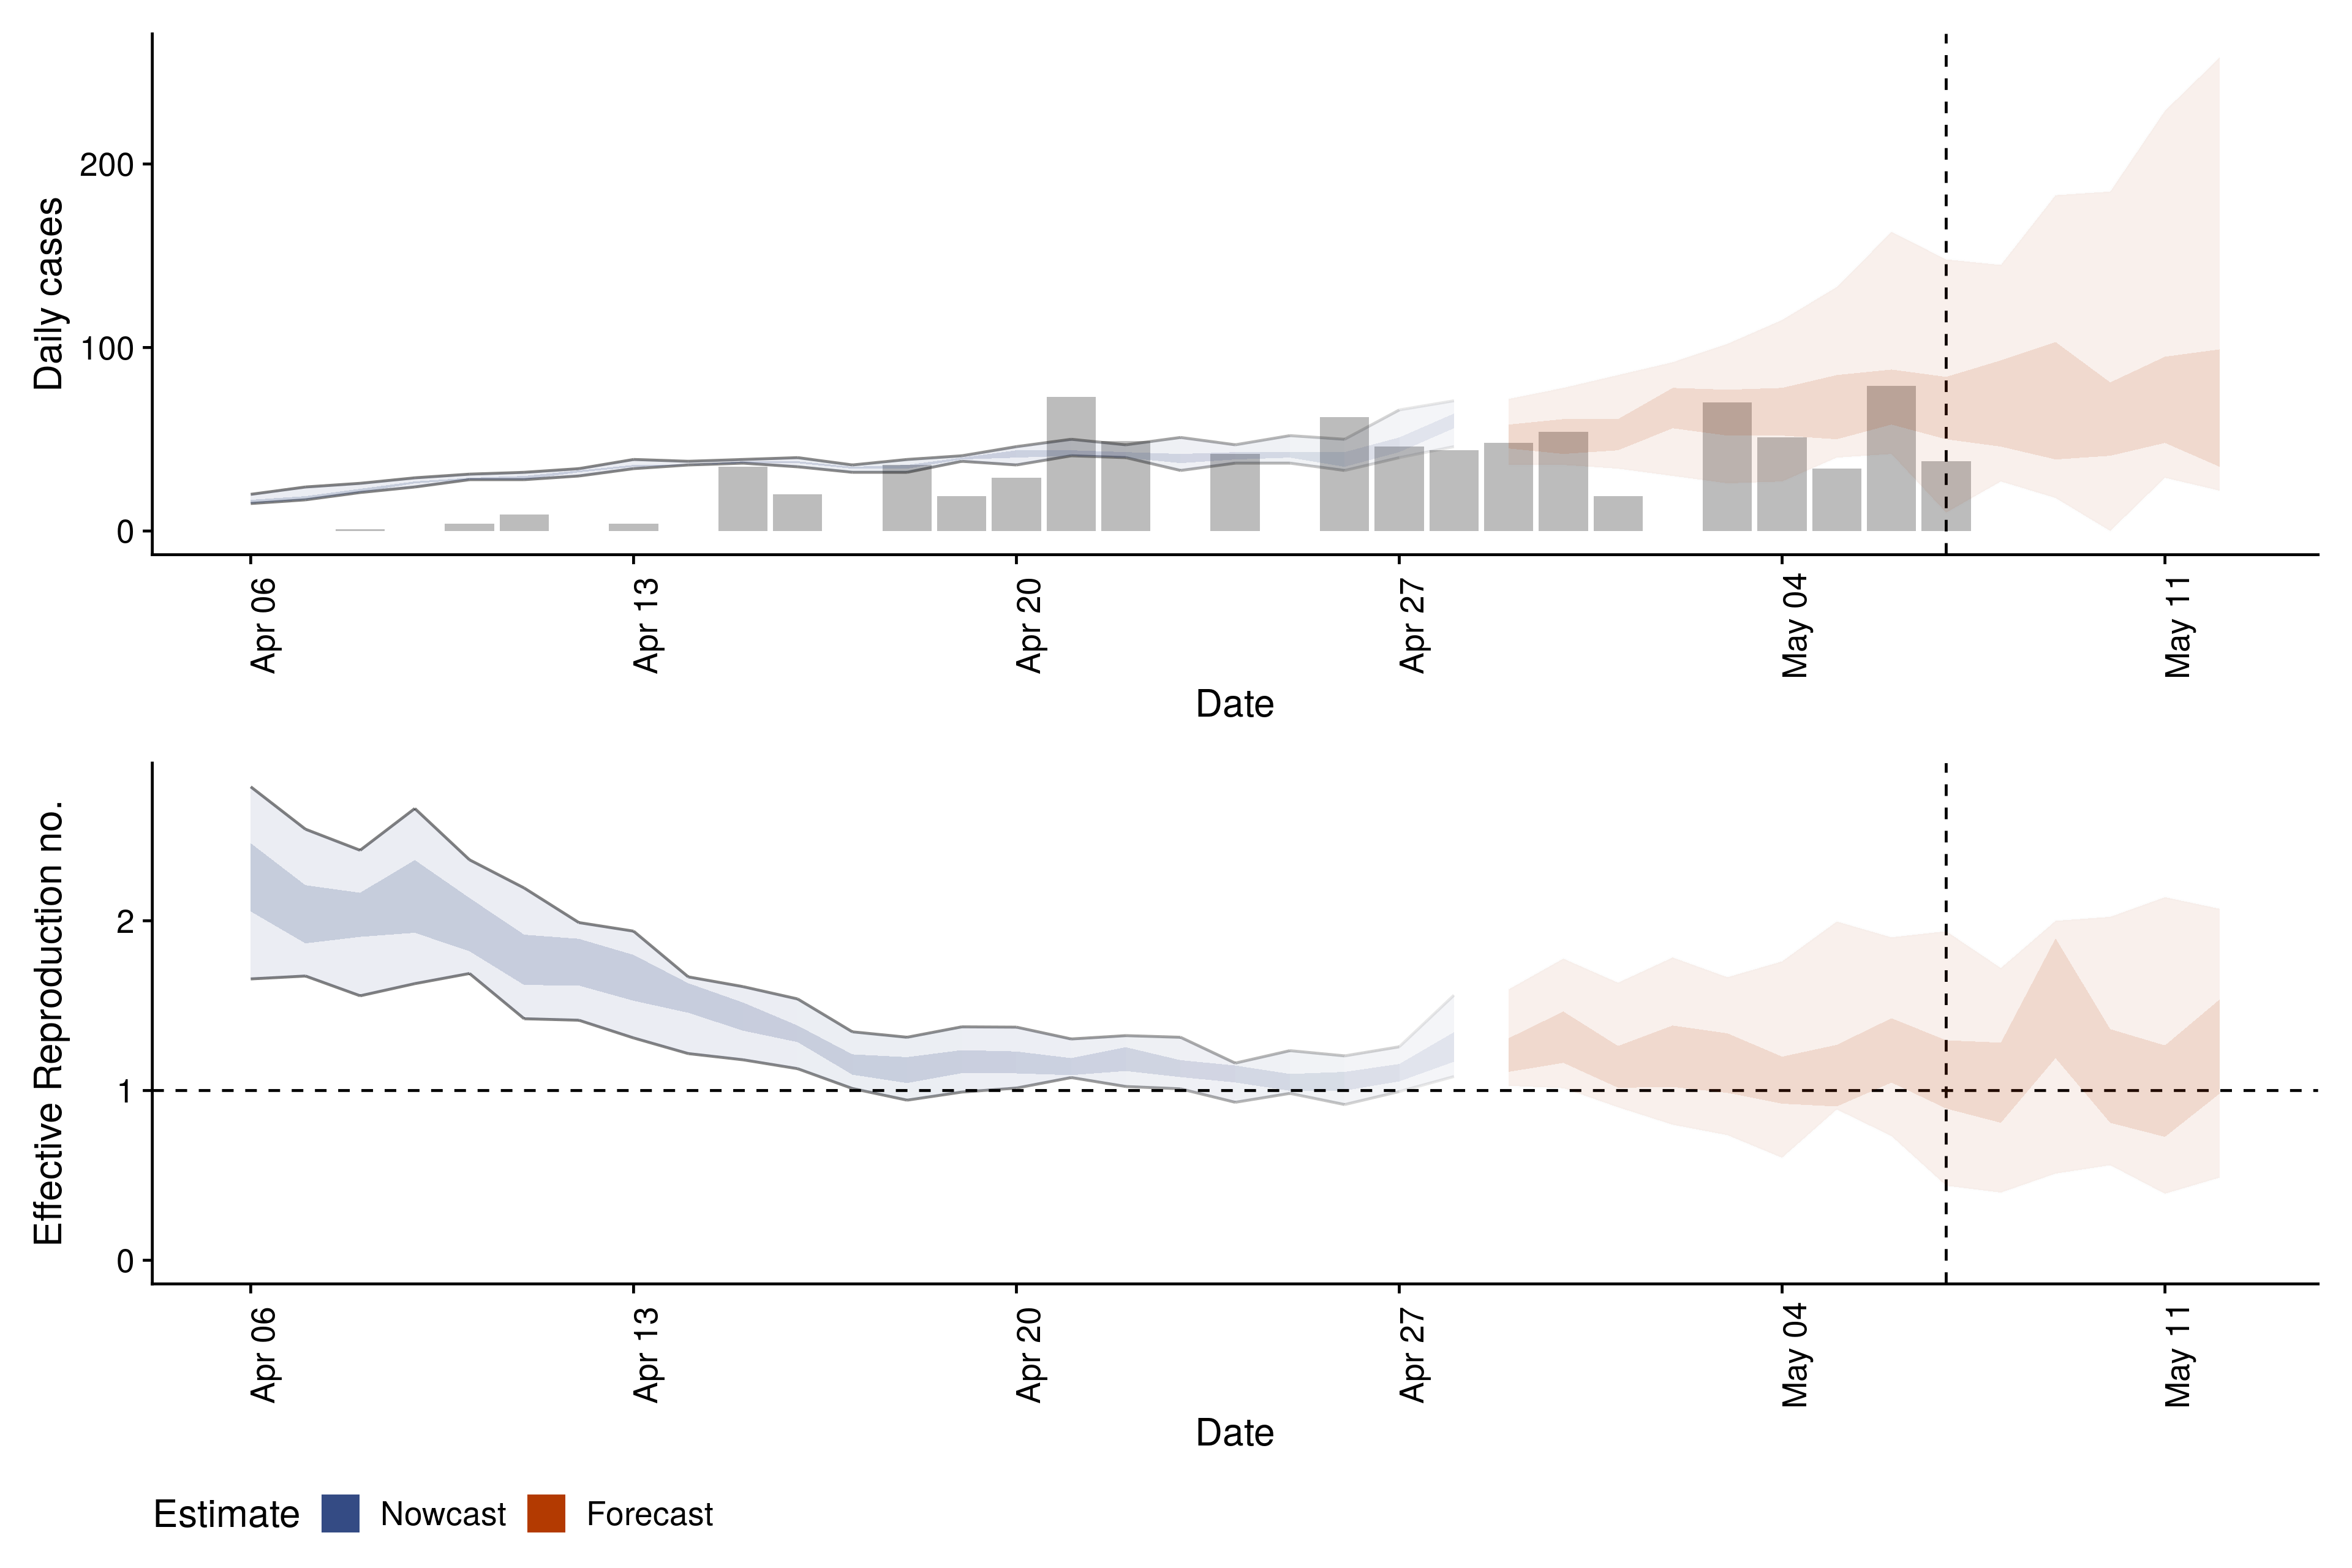 Daily cases
200
100
0
Apr 06
Apr 13
Apr 20
Apr 27
May 04
May 11
Date
Effective Reproduction no.
2
1
0
Apr 06
Apr 13
Apr 20
Apr 27
May 04
May 11
Date
Estimate Nowcast Forecast